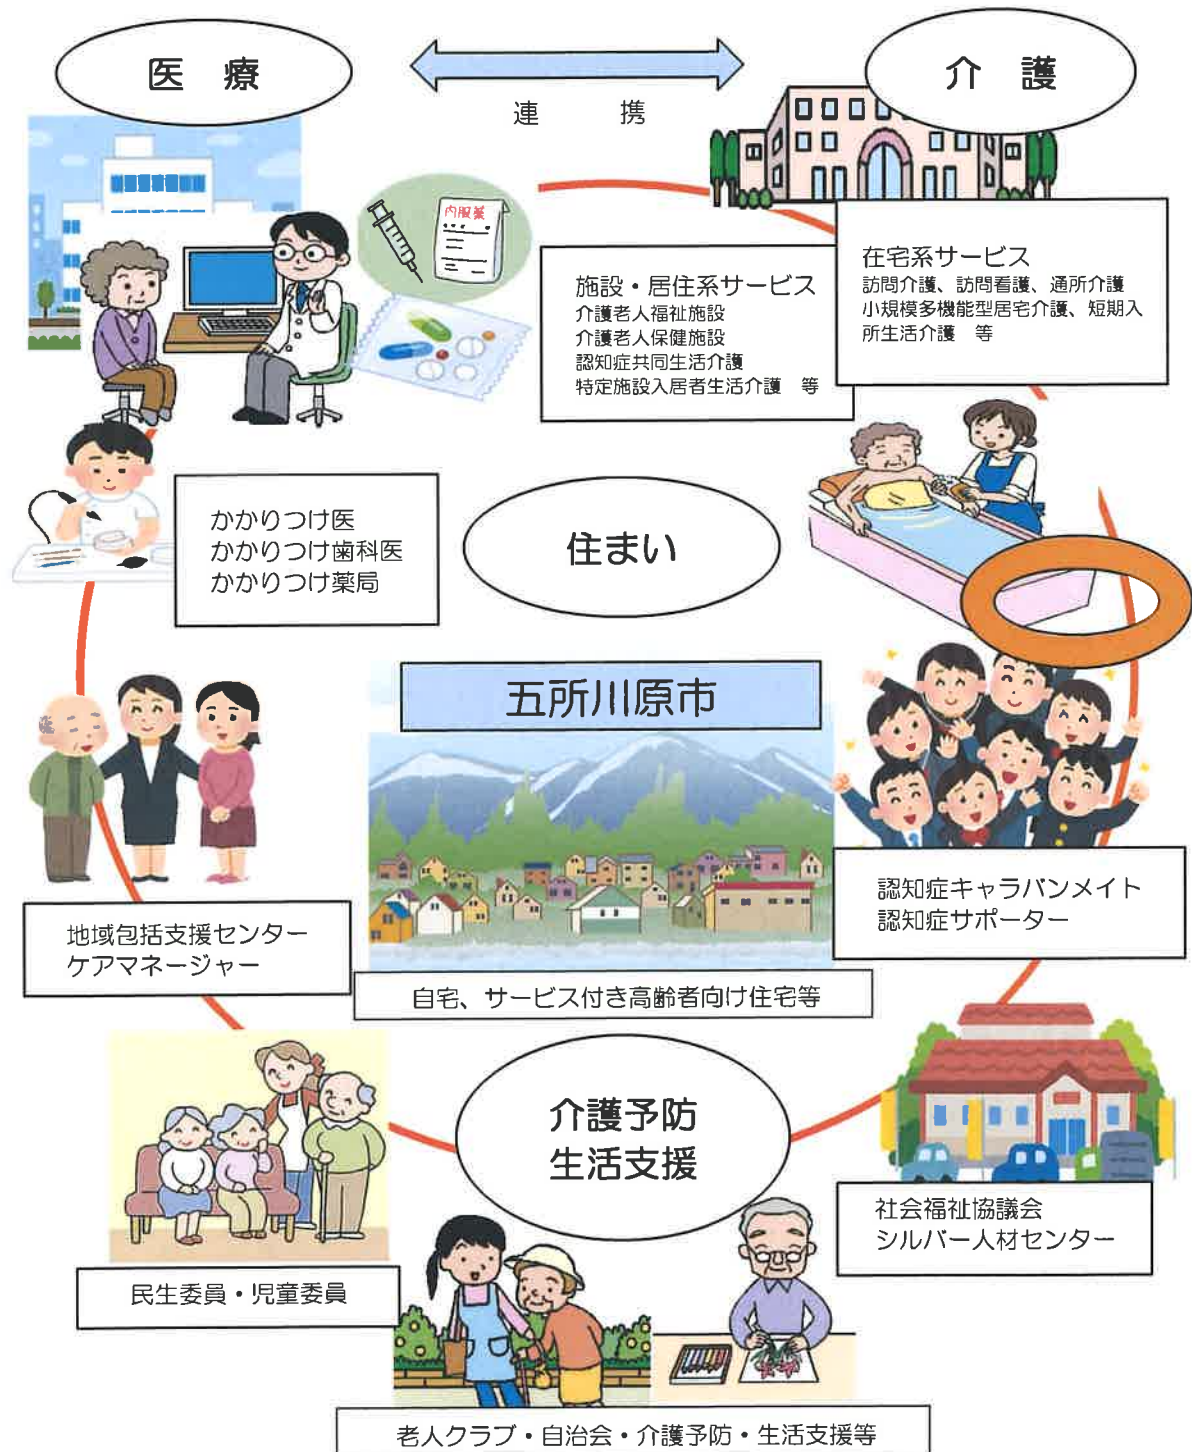 医　療
介　護
連　携
内服薬
施設・居住系サービス
介護老人福祉施設
介護老人保健施設
認知症共同生活介護
特定施設入居者生活介護　等
在宅系サービス
訪問介護、訪問看護、通所介護
小規模多機能型居宅介護、短期入
所生活介護　等
かかりつけ医
かかりつけ歯科医
かかりつけ薬局
住まい
五所川原市
認知症キャラバンメイト
認知症サポーター
地域包括支援センター
ケアマネージャー
自宅、サービス付き高齢者向け住宅等
介護予防
生活支援
社会福祉協議会
シルバー人材センター
民生委員・児童委員
老人クラブ・自治会・介護予防・生活支援等